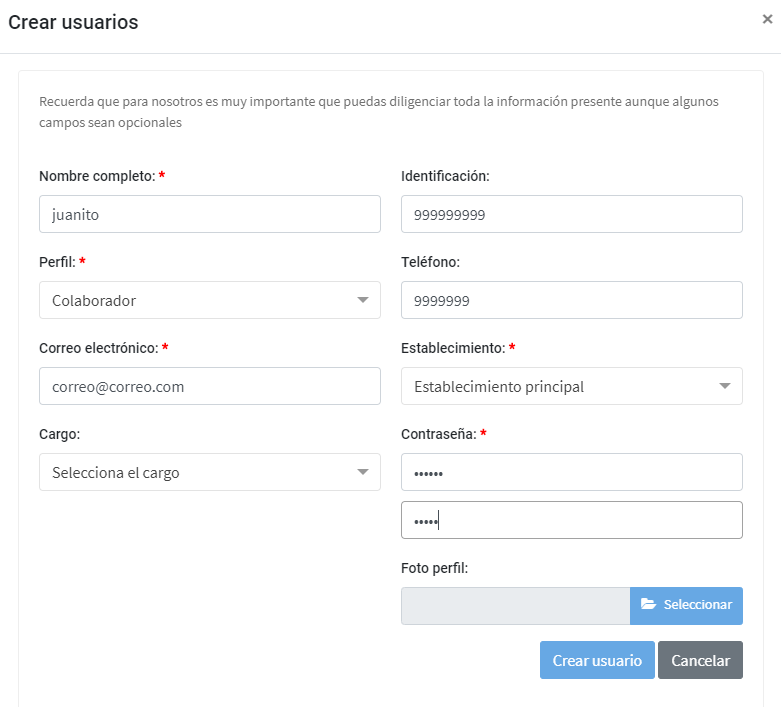 Crear usuarios
×
Recuerda que para nosotros es muy importante que puedas diligenciar toda la información presente aunque algunos
campos sean opcionales
Nombre completo: *
Identificación:
juanito
999999999
Perfil: *
Teléfono:
Colaborador
9999999
Correo electrónico: *
Establecimiento: *
correo@correo.com
Establecimiento principal
Cargo:
Contraseña: *
Selecciona el cargo
••••••
•••••
Foto perfil:
Seleccionar
Crear usuario
Cancelar